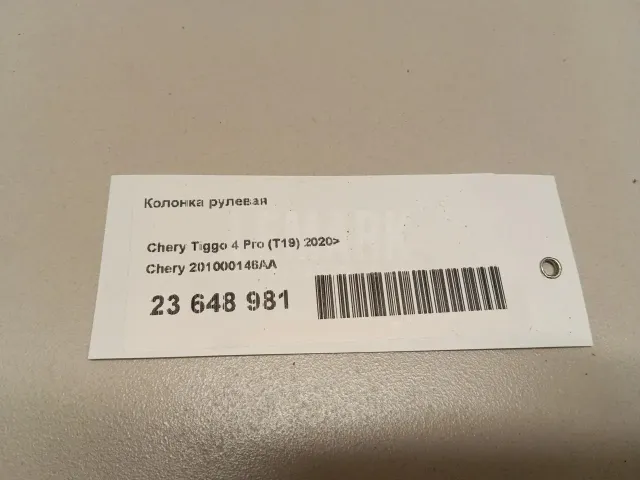 Колонка рулевая
Chery Tiggo 4 Pro (T19) 2020>
Chery 201000146AA
23 648 981